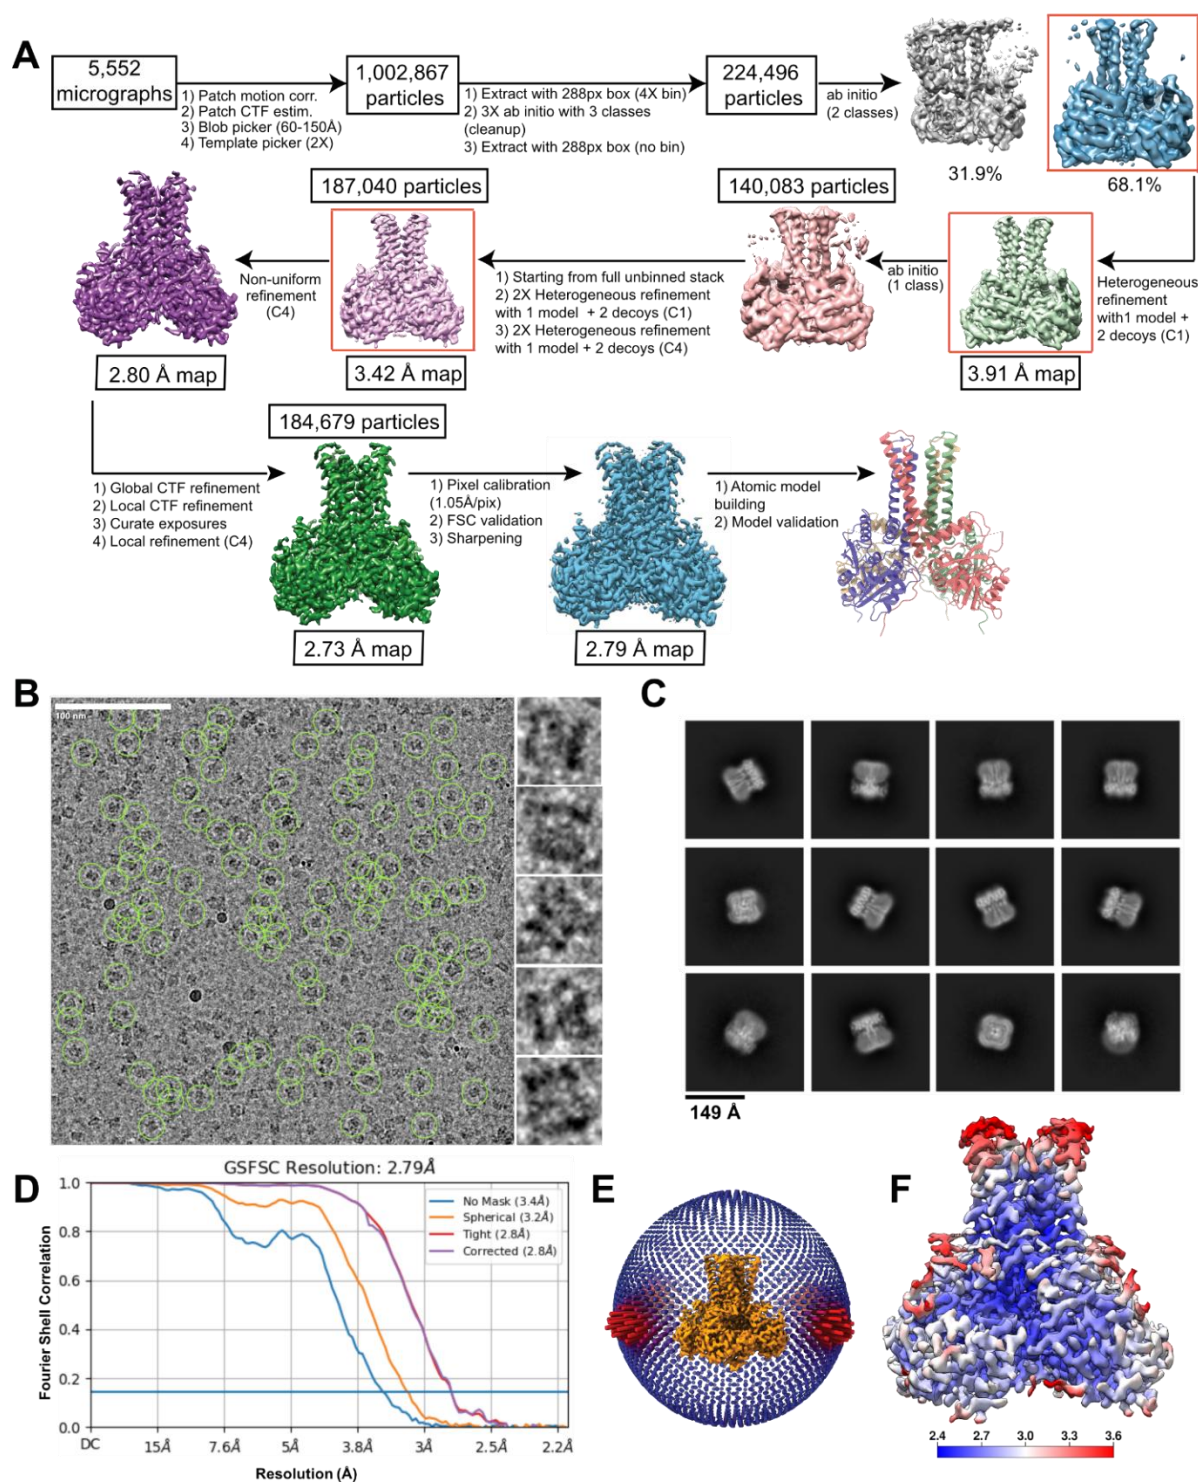 A
5,552
micrographs
1) Patch motion corr.
2) Patch CTF estim.
3) Blob picker (60-150Å)
4) Template picker (2X)
1,002,867
particles
1) Extract with 288px box (4X bin)
2) 3X ab initio with 3 classes
(cleanup)
3) Extract with 288px box (no bin)
224,496
particles
ab initio
(2 classes)
31.9%
68.1%
Heterogeneous
refinement
with1 model +
2 decoys (C1)
3.91 Å map
ab initio
(1 class)
140,083 particles
1) Starting from full unbinned stack
2) 2X Heterogeneous refinement
with 1 model + 2 decoys (C1)
3) 2X Heterogeneous refinement
with 1 model + 2 decoys (C4)
187,040 particles
3.42 Å map
Non-uniform
refinement
(C4)
2.80 Å map
1) Global CTF refinement
2) Local CTF refinement
3) Curate exposures
4) Local refinement (C4)
184,679 particles
2.73 Å map
1) Pixel calibration
(1.05Å/pix)
2) FSC validation
3) Sharpening
2.79 Å map
1) Atomic model
building
2) Model validation
B
100 nm
C
149 Å
D
GSFSC Resolution: 2.79Å
No Mask (3.4Å)
Spherical (3.2Å)
Tight (2.8Å)
Corrected (2.8Å)
Fourier Shell Correlation
1.0
0.8
0.6
0.4
0.2
0.0
DC 15Å 7.6Å 5Å 3.8Å 3Å 2.5Å 2.2Å
Resolution (Å)
E
F
2.4 2.7 3.0 3.3 3.6